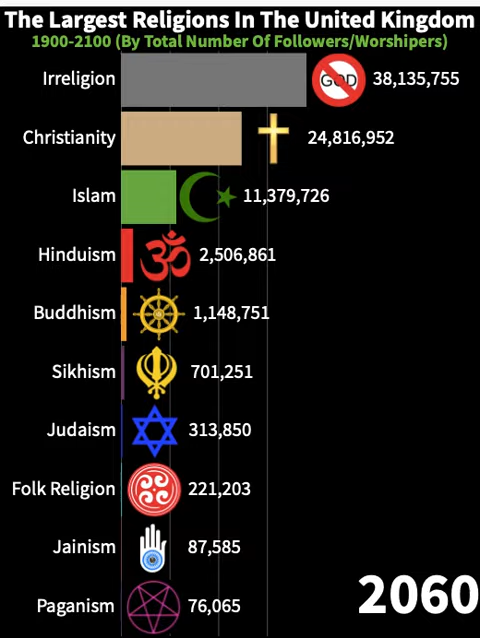 The Largest Religions In The United Kingdom
1900-2100 (By Total Number Of Followers/Worshipers)
Irreligion GOD 38,135,755
Christianity 24,816,952
Islam 11,379,726
Hinduism ॐ 2,506,861
Buddhism 1,148,751
Sikhism 701,251
Judaism 313,850
Folk Religion 221,203
Jainism 87,585
Paganism 76,065
2060